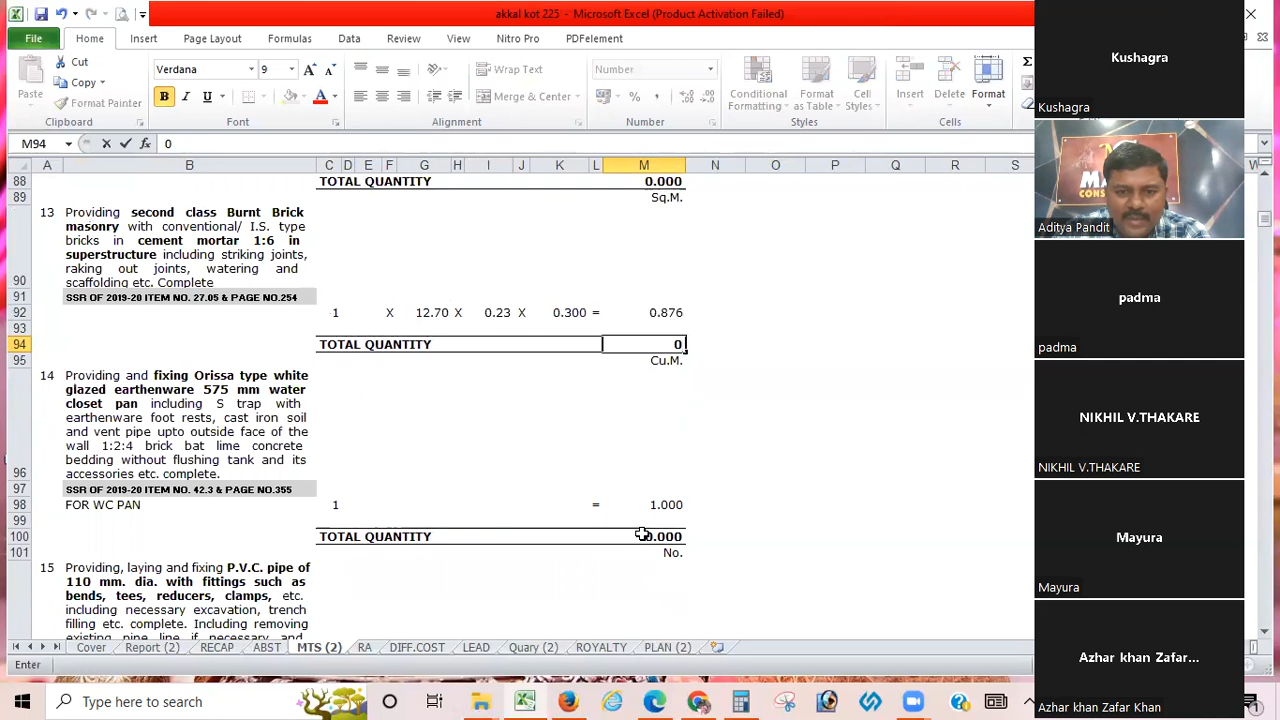 akkal kot 225 - Microsoft Excel (Product Activation Failed)
File Home Insert Page Layout Formulas Data Review View Nitro Pro PDFelement
Paste Cut Copy Format Painter Clipboard
Verdana 9 B I U A Font
Wrap Text Merge & Center Alignment
Number % , Number
Conditional Formatting Format as Table Cell Styles Styles
Insert Delete Format Cells
M94 fx 0
A B C D E F G H I J K L M N O P Q R S
88 TOTAL QUANTITY 0.000
89 Sq.M.
13 Providing second class Burnt Brick
masonry with conventional/ I.S. type
bricks in cement mortar 1:6 in
superstructure including striking joints,
raking out joints, watering and
90 scaffolding etc. Complete
91 SSR OF 2019-20 ITEM NO. 27.05 & PAGE NO.254
92 1 X 12.70 X 0.23 X 0.300 = 0.876
93
94 TOTAL QUANTITY 0
95 Cu.M.
14 Providing and fixing Orissa type white
glazed earthenware 575 mm water
closet pan including S trap with
earthenware foot rests, cast iron soil
and vent pipe upto outside face of the
wall 1:2:4 brick bat lime concrete
bedding without flushing tank and its
96 accessories etc. complete.
97 SSR OF 2019-20 ITEM NO. 42.3 & PAGE NO.355
98 FOR WC PAN 1 = 1.000
99
100 TOTAL QUANTITY 0.000
101 No.
15 Providing, laying and fixing P.V.C. pipe of
110 mm. dia. with fittings such as
bends, tees, reducers, clamps, etc.
including necessary excavation, trench
filling etc. complete. Including removing
existing pipe line if necessary and
Cover Report (2) RECAP ABST MTS (2) RA DIFF.COST LEAD Qunary (2) ROYALTY PLAN (2)
Enter
Type here to search
Kushagra
Kushagra
Aditya Pandit
padma
padma
NIKHIL V.THAKARE
NIKHIL V.THAKARE
Mayura
Mayura
Azhar khan Zafar...
Azhar khan Zafar Khan